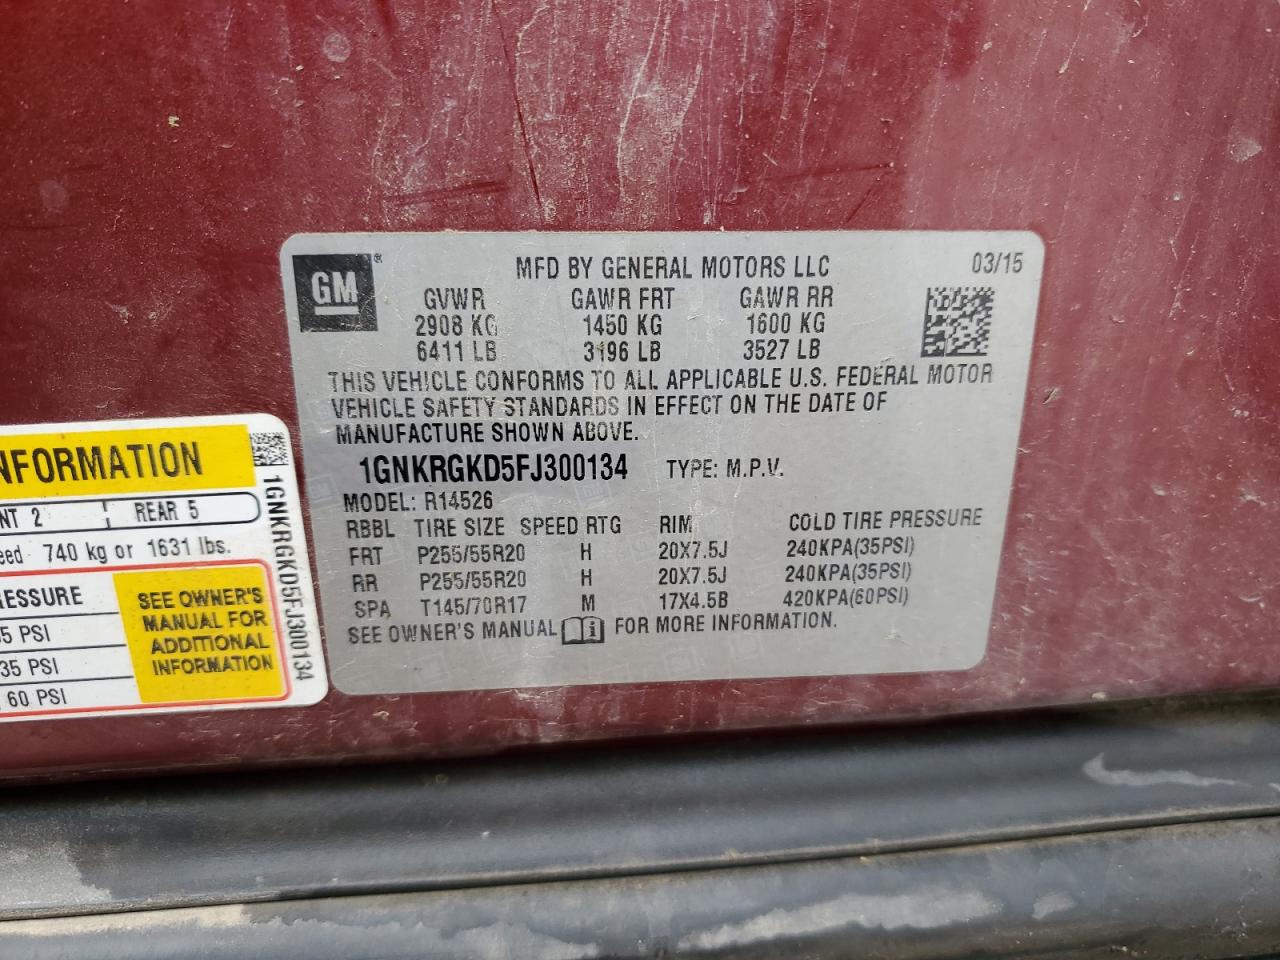 GM®
MFD BY GENERAL MOTORS LLC 03/15
GVWR GAWR FRT GAWR RR
2908 KG 1450 KG 1600 KG
6411 LB 3196 LB 3527 LB
THIS VEHICLE CONFORMS TO ALL APPLICABLE U.S. FEDERAL MOTOR
VEHICLE SAFETY STANDARDS IN EFFECT ON THE DATE OF
MANUFACTURE SHOWN ABOVE.
1GNKRGKD5FJ300134 TYPE: M.P.V.
MODEL: R14526
RBBL TIRE SIZE SPEED RTG RIM COLD TIRE PRESSURE
FRT P255/55R20 H 20X7.5J 240KPA(35PSI)
RR P255/55R20 H 20X7.5J 240KPA(35PSI)
SPA T145/70R17 M 17X4.5B 420KPA(60PSI)
SEE OWNER'S MANUAL i FOR MORE INFORMATION.
NFORMATION
NT 2 REAR 5
eed 740 kg or 1631 lbs.
RESSURE
5 PSI
35 PSI
60 PSI
SEE OWNER'S
MANUAL FOR
ADDITIONAL
INFORMATION
1GNKRGKD5FJ300134